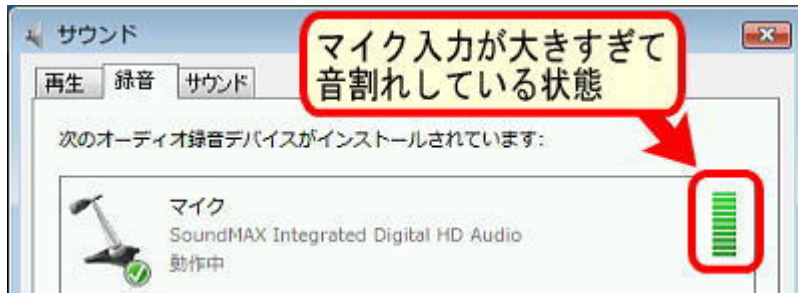 サウンド
マイク入力が大きすぎて
音割れしている状態
再生 録音 サウンド
次のオーディオ録音デバイスがインストールされています:
マイク
SoundMAX Integrated Digital HD Audio
動作中